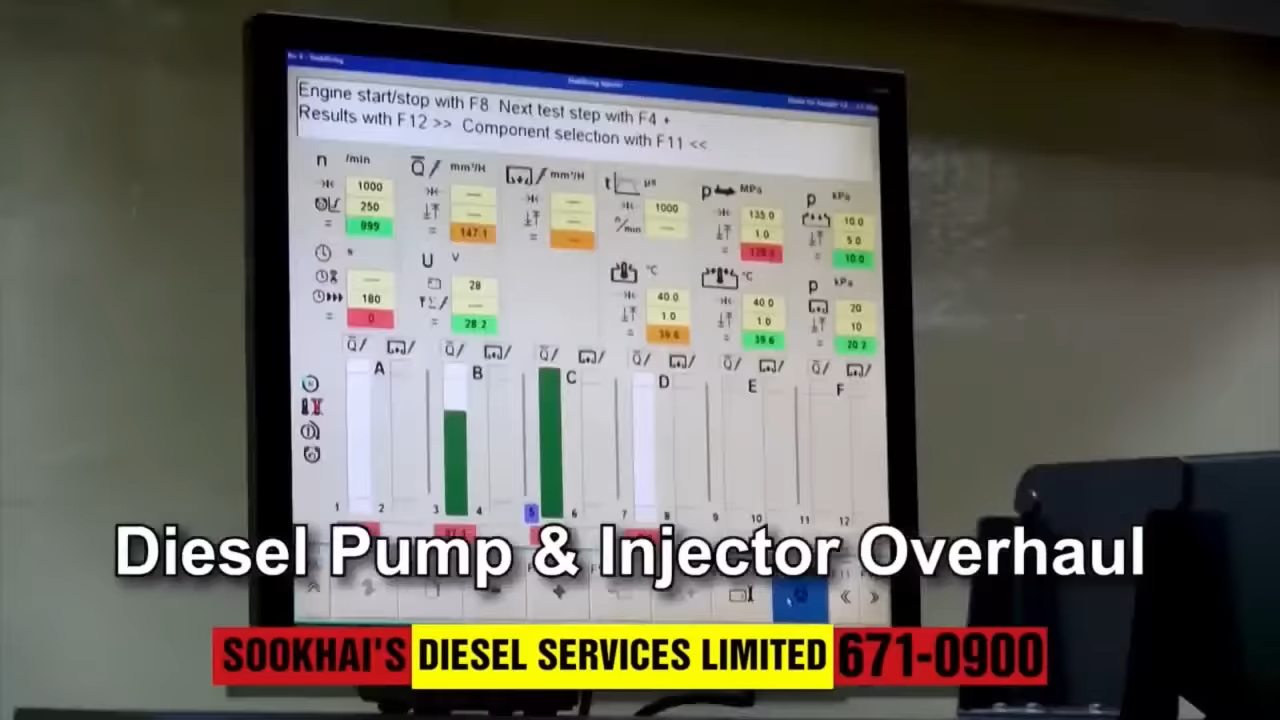 Engine start/stop with F8 Next test step with F4 +
Results with F12 >> Component selection with F11 <<
n /min
mm³/H
mm³/H
t µs
p MPa
p kPa
1000
250
999
147.1
1000
n/min
135.0
1.0
10.0
5.0
10.0
s
U V
°C
°C
p kPa
180
0
28
28.2
40.0
1.0
39.6
40.0
1.0
39.6
20
10
20.2
A B C D E F
1 2 3 4 5 6 7 8 9 10 11 12
Diesel Pump & Injector Overhaul
SOOKHAI'S DIESEL SERVICES LIMITED 671-0900